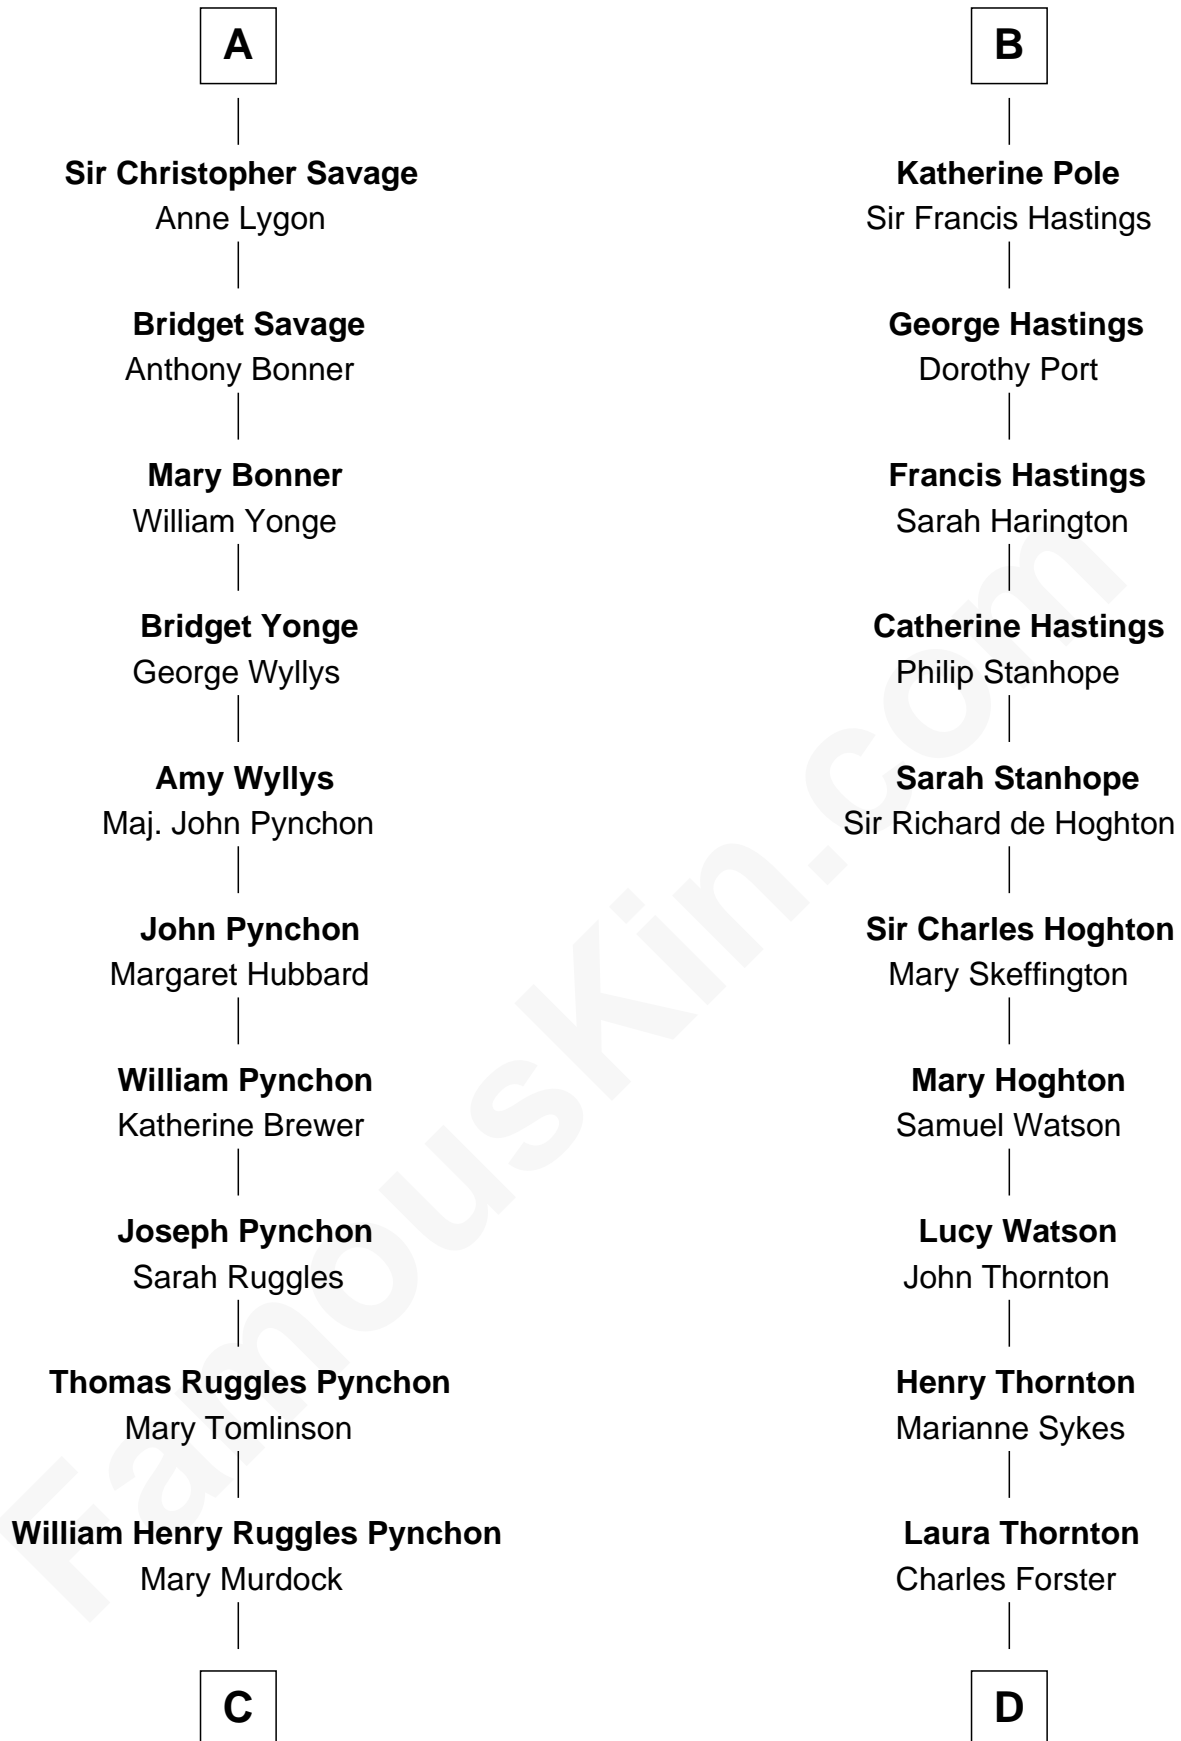 A
Sir Christopher Savage
Anne Lygon
Bridget Savage
Anthony Bonner
Mary Bonner
William Yonge
Bridget Yonge
George Wyllys
Amy Wyllys
Maj. John Pynchon
John Pynchon
Margaret Hubbard
William Pynchon
Katherine Brewer
Joseph Pynchon
Sarah Ruggles
Thomas Ruggles Pynchon
Mary Tomlinson
William Henry Ruggles Pynchon
Mary Murdock
C
B
Katherine Pole
Sir Francis Hastings
George Hastings
Dorothy Port
Francis Hastings
Sarah Harington
Catherine Hastings
Philip Stanhope
Sarah Stanhope
Sir Richard de Hoghton
Sir Charles Hoghton
Mary Skeffington
Mary Hoghton
Samuel Watson
Lucy Watson
John Thornton
Henry Thornton
Marianne Sykes
Laura Thornton
Charles Forster
D
FamousKin.com